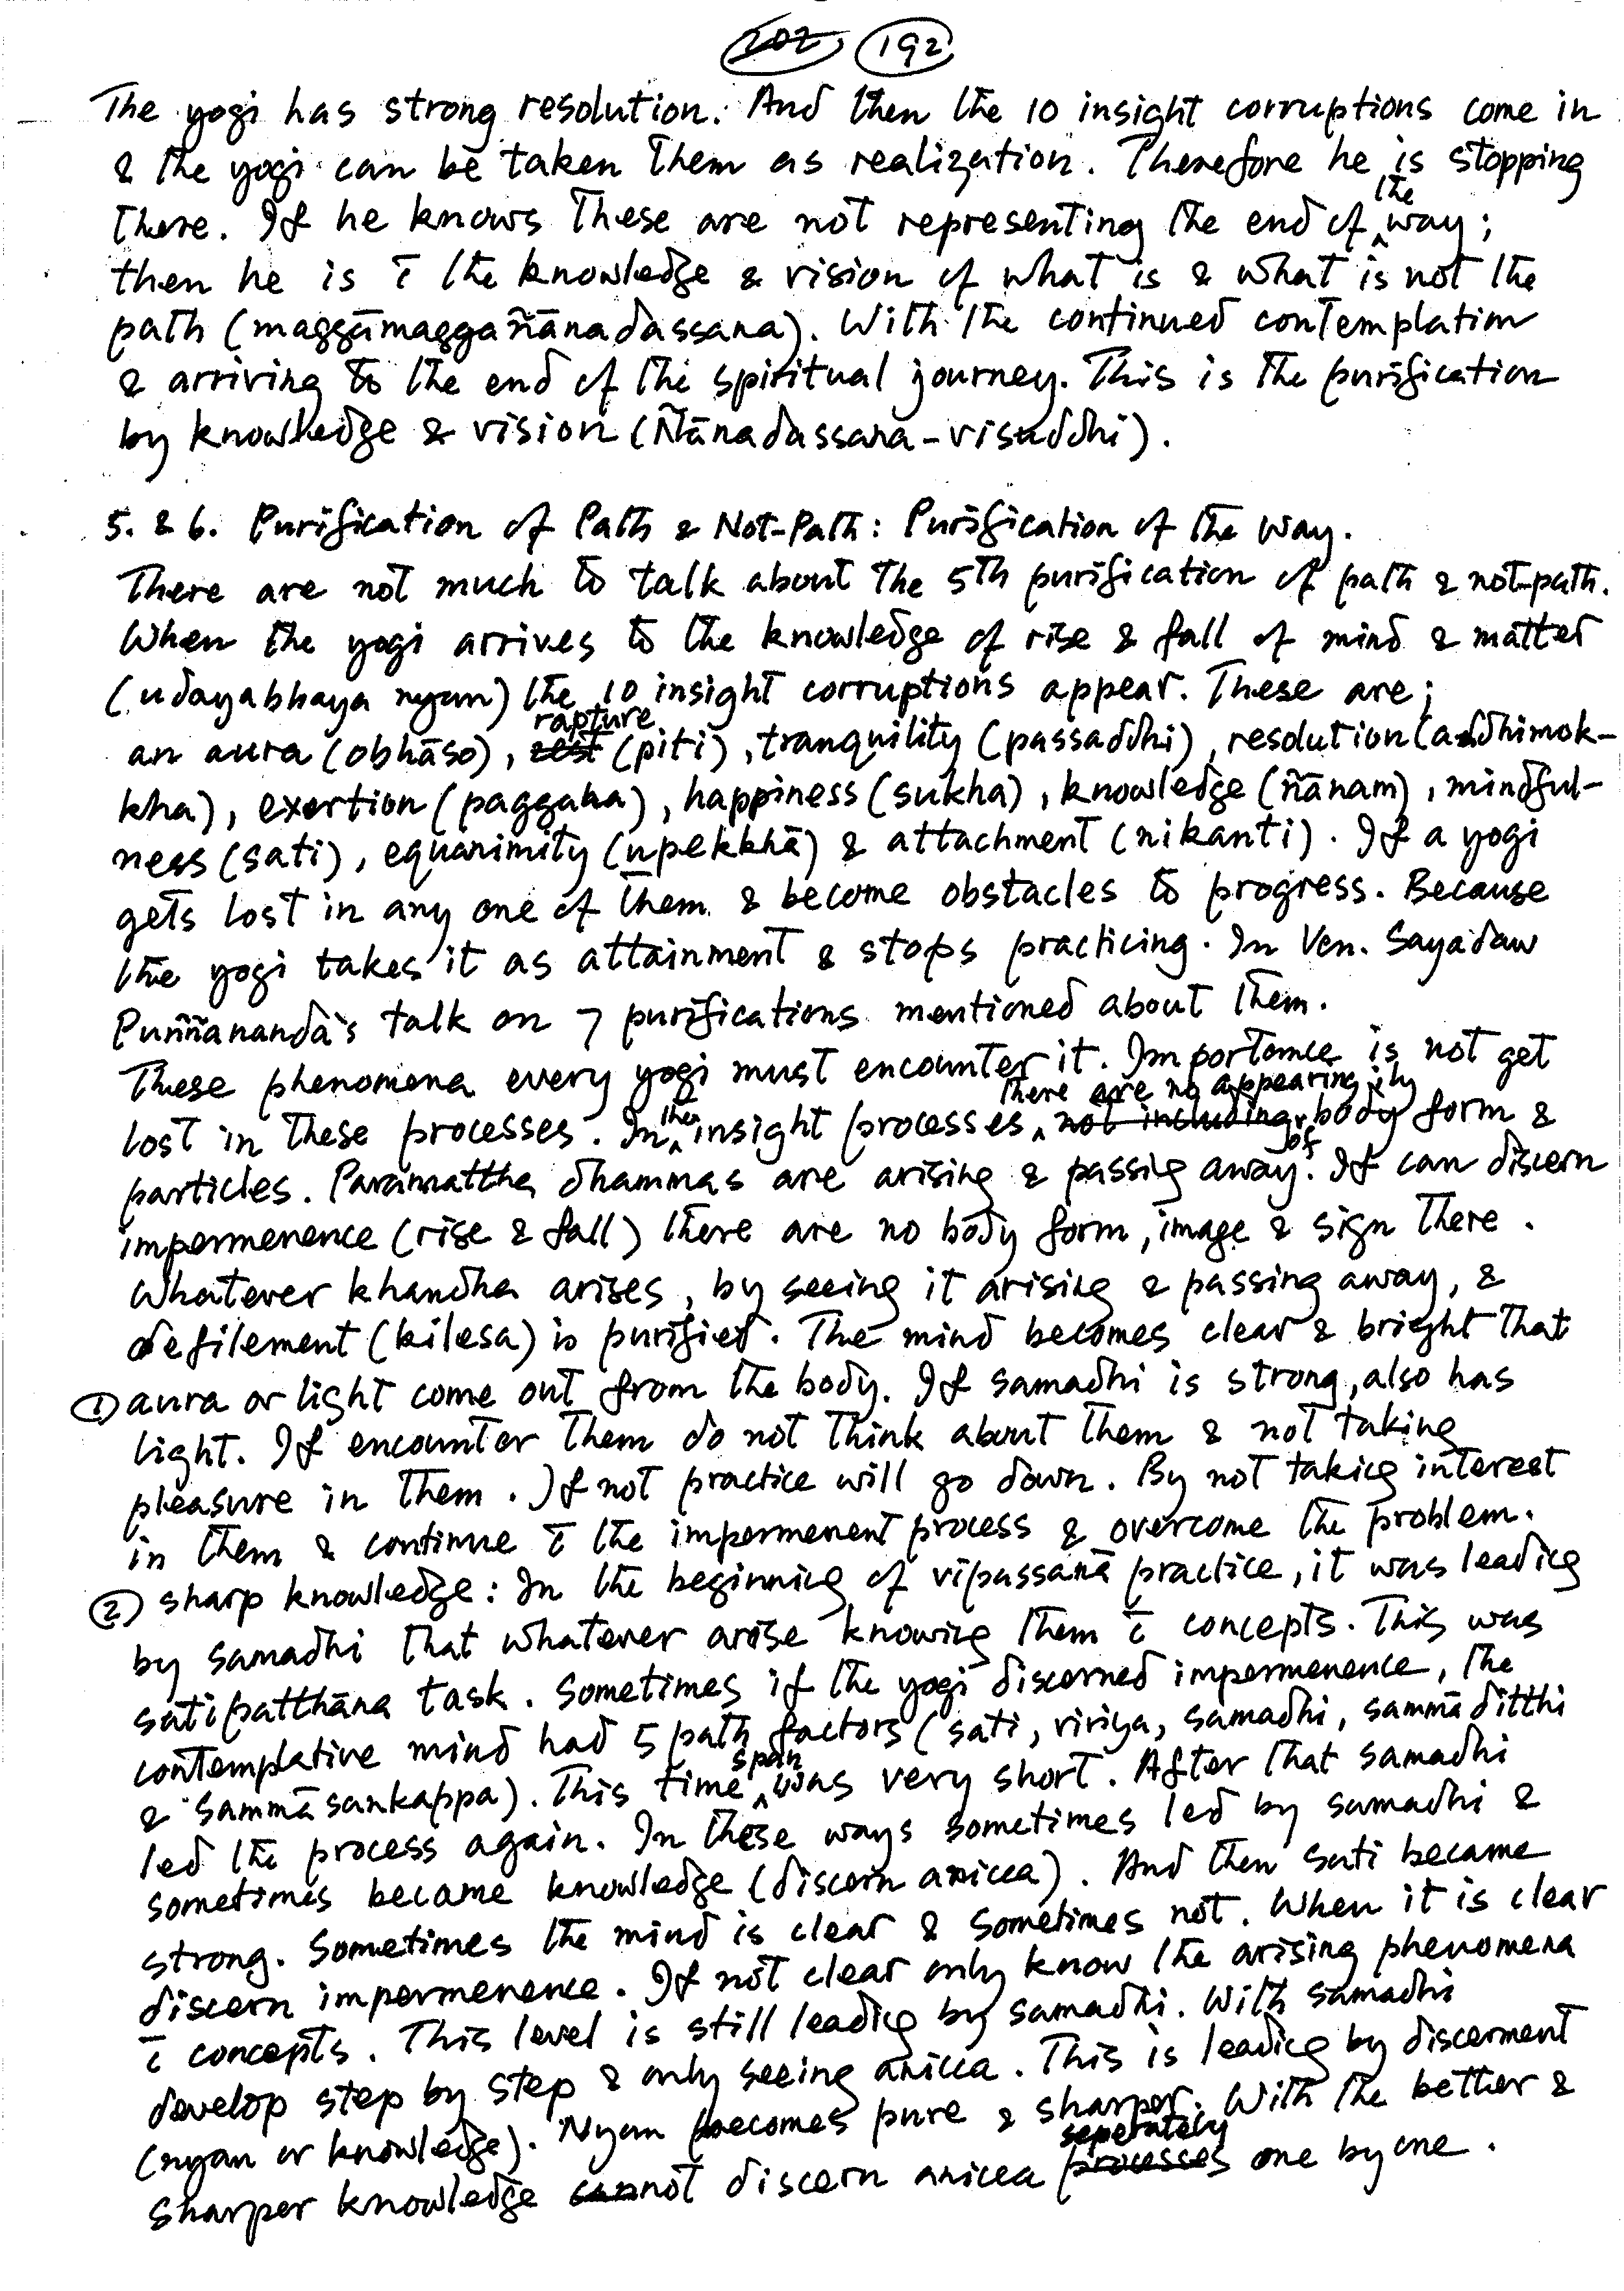 202 192
The yogi has strong resolution. And then the 10 insight corruptions come in
& the yogi can be taken them as realization. Therefore he is stopping
there. If he knows these are not representing the end of the way;
then he is c̄ the knowledge & vision of what is & what is not the
path (maggāmaggañānadassana). With the continued contemplation
& arriving to the end of the spiritual journey. This is the purification
by knowledge & vision (Ñānadassana-visuddhi).
5. & 6. Purification of Path & Not-Path: Purification of the Way.
There are not much to talk about the 5th purification of path & not-path.
When the yogi arrives to the knowledge of rise & fall of mind & matter
(udayabhaya nyan) the 10 insight corruptions appear. These are;
an aura (obhāso), zest rapture (piti), tranquility (passaddhi), resolution (addhimok-
kha), exertion (paggaha), happiness (sukha), knowledge (ñānam), mindful-
ness (sati), equanimity (upekkhā) & attachment (nikanti). If a yogi
gets lost in any one of them & become obstacles to progress. Because
the yogi takes it as attainment & stops practicing. In Ven. Sayadaw
Puññananda's talk on 7 purifications mentioned about them.
These phenomena every yogi must encounter it. Importance is not get
lost in these processes. In the insight processes, there are no appearing of not including body form &
particles. Paramattha dhammas are arising & passing away. If can discern
impermenence (rise & fall) there are no body form, image & sign there.
Whatever khandha arises, by seeing it arising & passing away, &
defilement (kilesa) is purified. The mind becomes clear & bright that
① aura or light come out from the body. If samadhi is strong, also has
light. If encounter them do not think about them & not taking
pleasure in them. If not practice will go down. By not taking interest
in them & continue c̄ the impermenent process & overcome the problem.
② sharp knowledge: In the beginning of vipassanā practice, it was leading
by samadhi that whatever arise knowing them c̄ concepts. This was
satipatthāna task. Sometimes if the yogi discerned impermenence, the
contemplative mind had 5 path factors (sati, viriya, samadhi, sammā ditthi
& sammā sankappa). This time span was very short. After that samadhi
led the process again. In these ways sometimes led by samadhi &
sometimes became knowledge (discern anicca). And then sati became
strong. Sometimes the mind is clear & sometimes not. When it is clear
discern impermenence. If not clear only know the arising phenomena
c̄ concepts. This level is still leading by samadhi. With samadhi
develop step by step & only seeing anicca. This is leading by discernment
(nyan or knowledge). Nyan becomes pure & sharper. With the bether &
sharper knowledge cannot discern anicca processes seperately one by one.